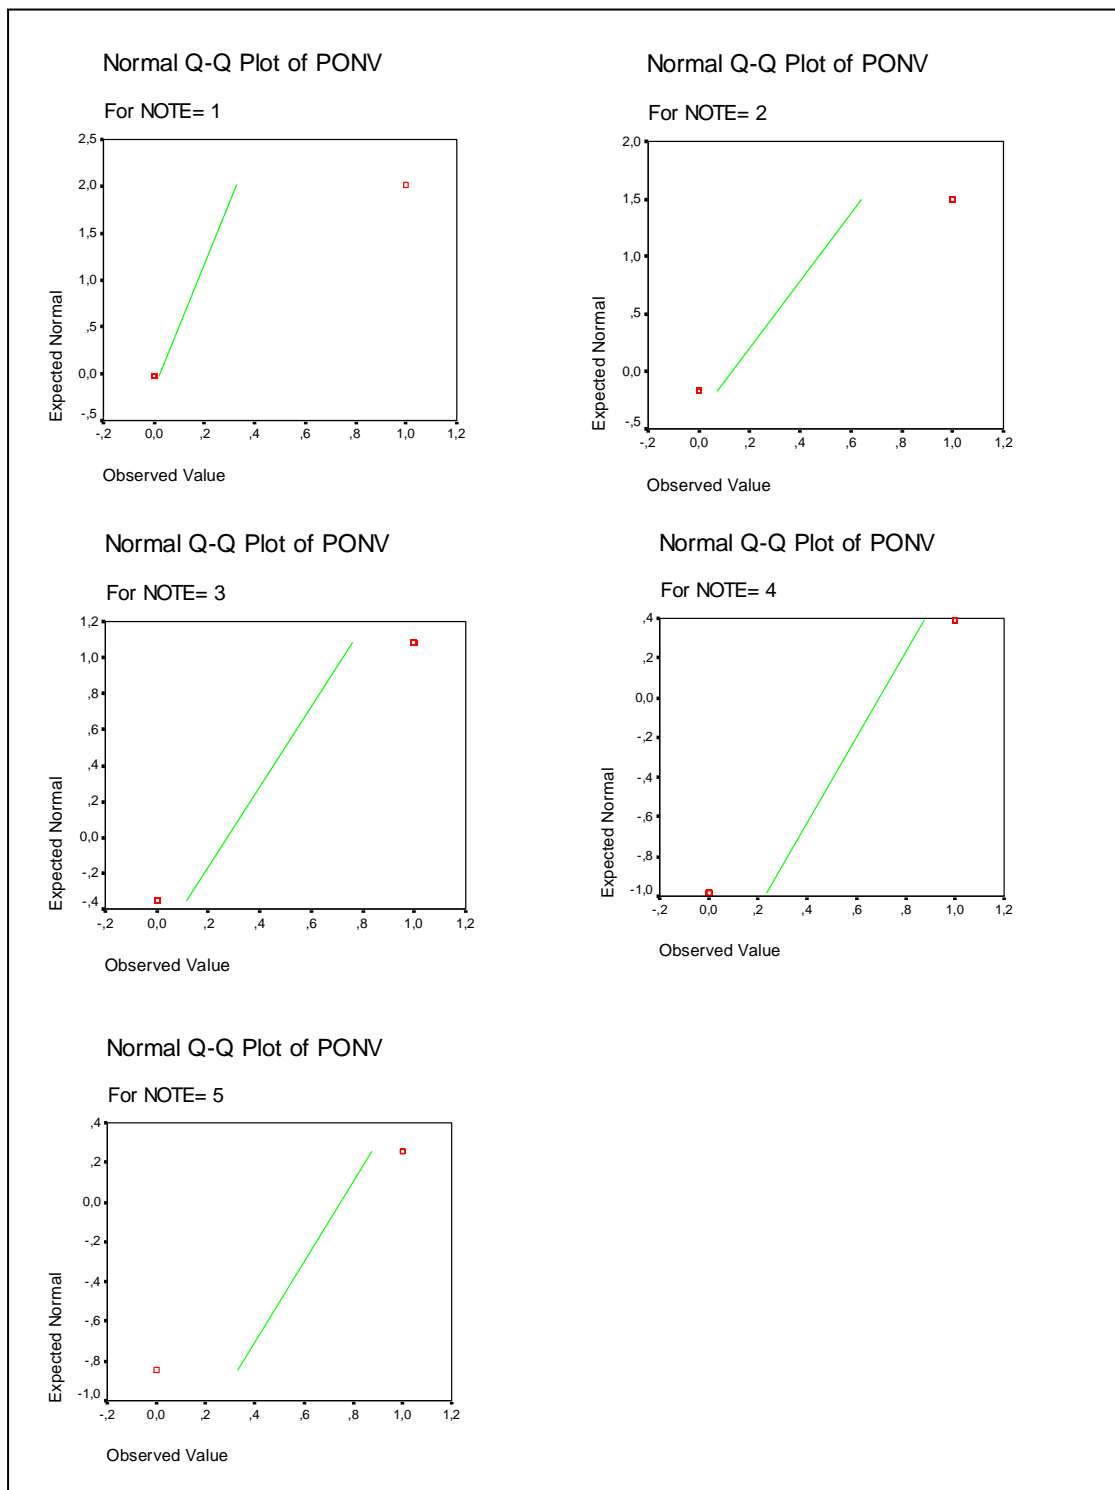 Normal Q-Q Plot of PONV
For NOTE= 1
2,5
2,0
1,5
1,0
,5
0,0
-,5
Expected Normal
-,2 0,0 ,2 ,4 ,6 ,8 1,0 1,2
Observed Value
Normal Q-Q Plot of PONV
For NOTE= 2
2,0
1,5
1,0
,5
0,0
-,5
Expected Normal
-,2 0,0 ,2 ,4 ,6 ,8 1,0 1,2
Observed Value
Normal Q-Q Plot of PONV
For NOTE= 3
1,2
1,0
,8
,6
,4
,2
0,0
-,2
-,4
Expected Normal
-,2 0,0 ,2 ,4 ,6 ,8 1,0 1,2
Observed Value
Normal Q-Q Plot of PONV
For NOTE= 4
,4
,2
0,0
-,2
-,4
-,6
-,8
-1,0
Expected Normal
-,2 0,0 ,2 ,4 ,6 ,8 1,0 1,2
Observed Value
Normal Q-Q Plot of PONV
For NOTE= 5
,4
,2
0,0
-,2
-,4
-,6
-,8
-1,0
Expected Normal
-,2 0,0 ,2 ,4 ,6 ,8 1,0 1,2
Observed Value